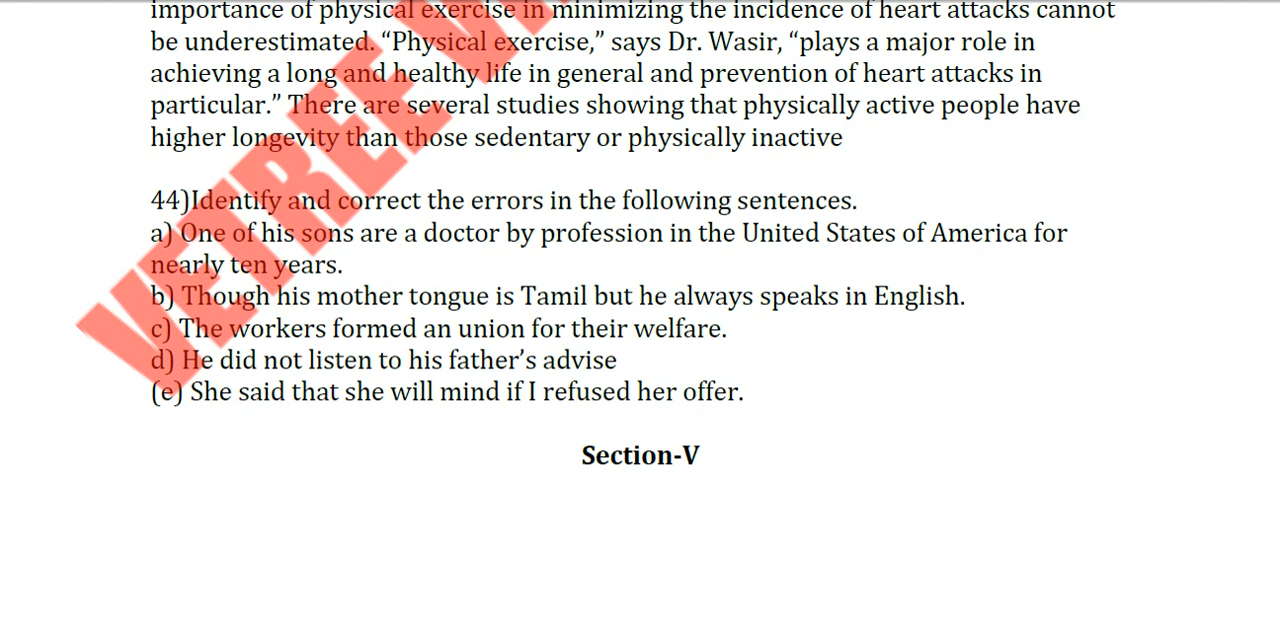 importance of physical exercise in minimizing the incidence of heart attacks cannot
be underestimated. “Physical exercise,” says Dr. Wasir, “plays a major role in
achieving a long and healthy life in general and prevention of heart attacks in
particular.” There are several studies showing that physically active people have
higher longevity than those sedentary or physically inactive
44)Identify and correct the errors in the following sentences.
a) One of his sons are a doctor by profession in the United States of America for
nearly ten years.
b) Though his mother tongue is Tamil but he always speaks in English.
c) The workers formed an union for their welfare.
d) He did not listen to his father’s advise
(e) She said that she will mind if I refused her offer.
Section-V
VETREE